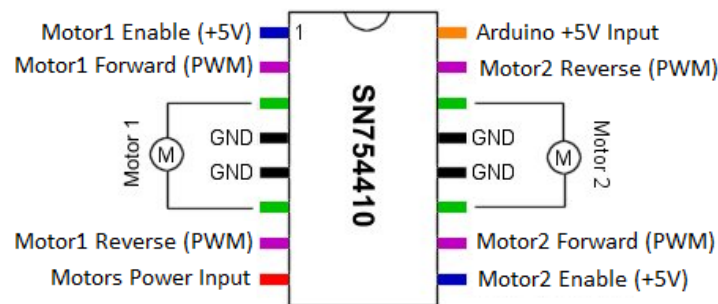 Motor1 Enable (+5V)
1
Arduino +5V Input
Motor1 Forward (PWM)
Motor2 Reverse (PWM)
Motor 1
M
GND
GND
SN754410
GND
GND
M
Motor 2
Motor1 Reverse (PWM)
Motor2 Forward (PWM)
Motors Power Input
Motor2 Enable (+5V)